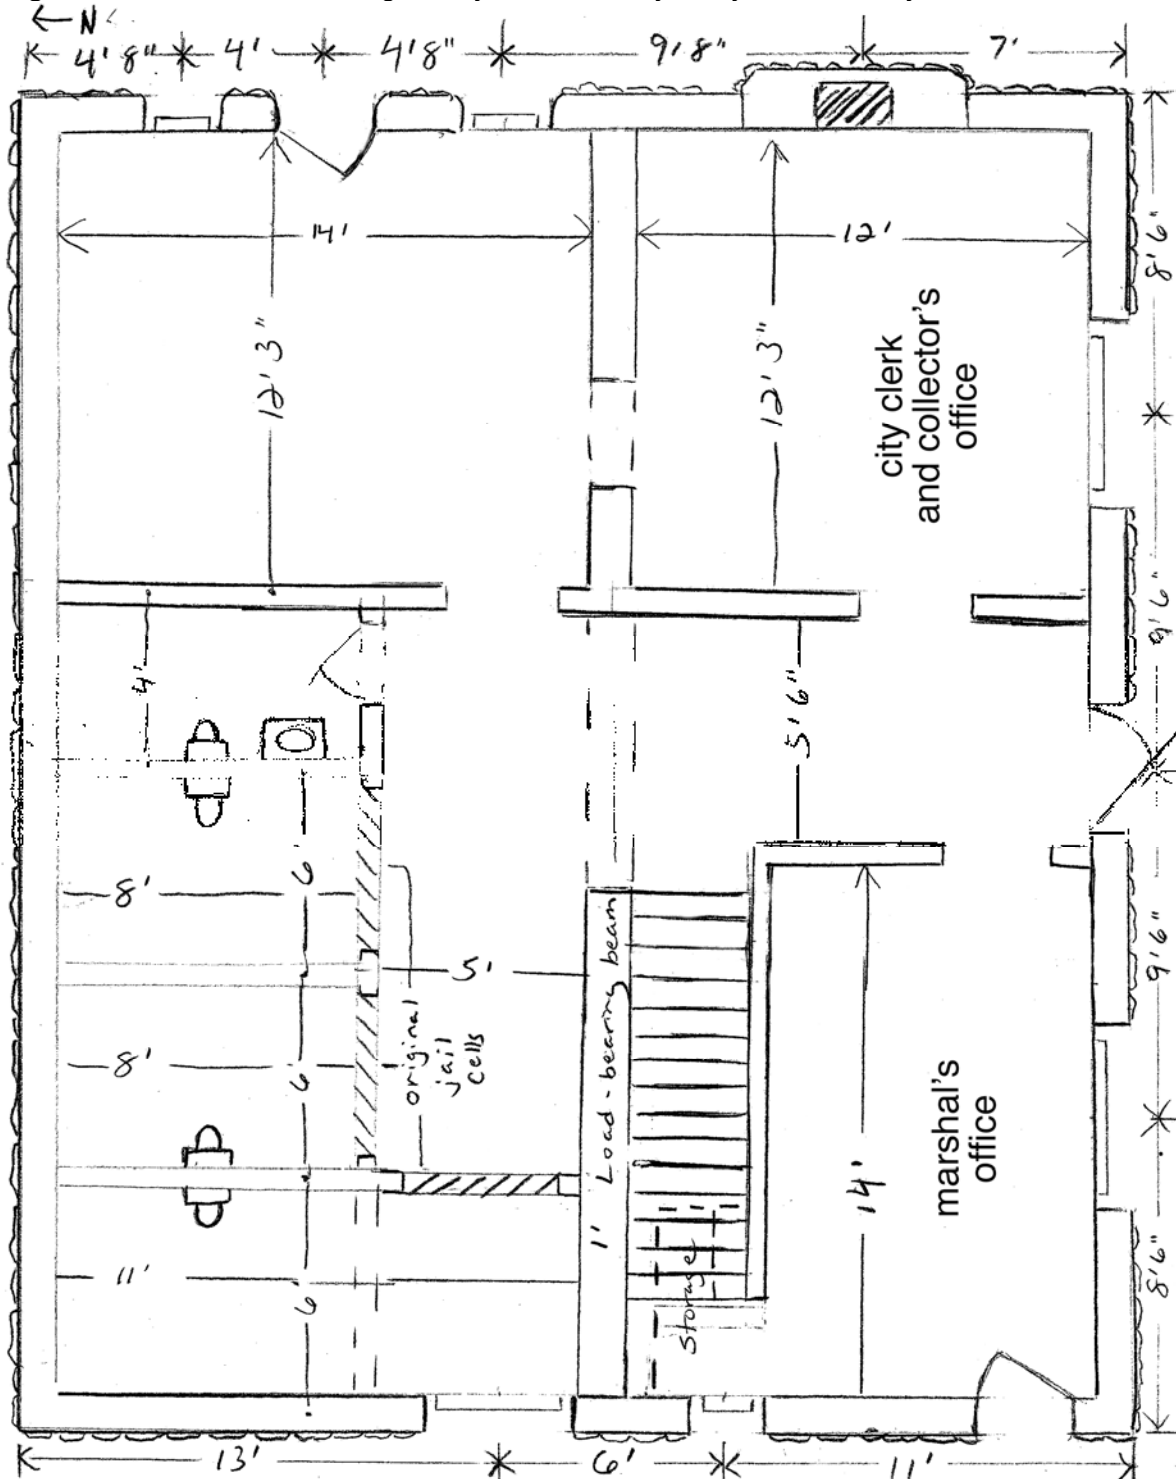 N
4'8"
4'
4'8"
9'8"
7'
14'
12'
8'6"
12'3"
12'3"
city clerk
and collector's
office
9'6"
4'
5'6"
6
8'
5'
9'6"
Load-bearing beam
original
jail
cells
8'
6
marshal's
office
14'
1'
storage
11'
6
8'6"
13'
6'
11'